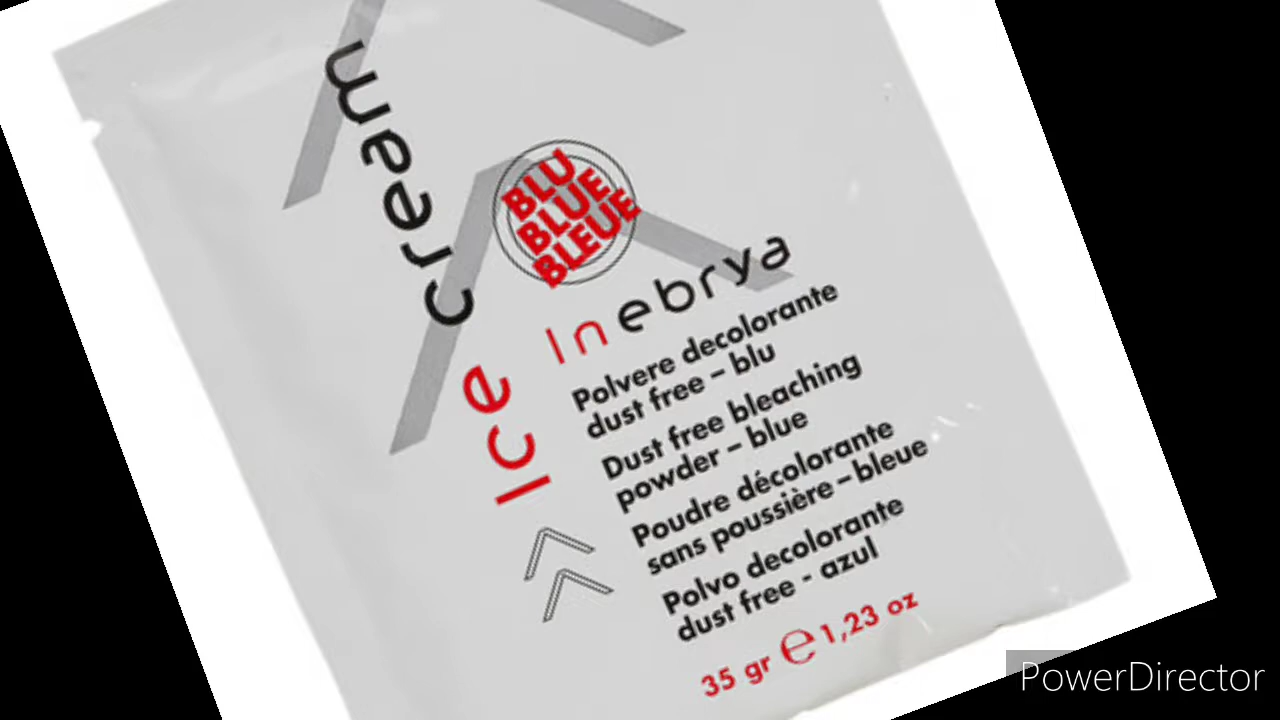 Ice cream
BLU
BLUE
BLEUE
Inebrya
Polvere decolorante
dust free – blu
Dust free bleaching
powder – blue
Poudre décolorante
sans poussière – bleue
Polvo decolorante
dust free - azul
35 gr e 1,23 oz
PowerDirector